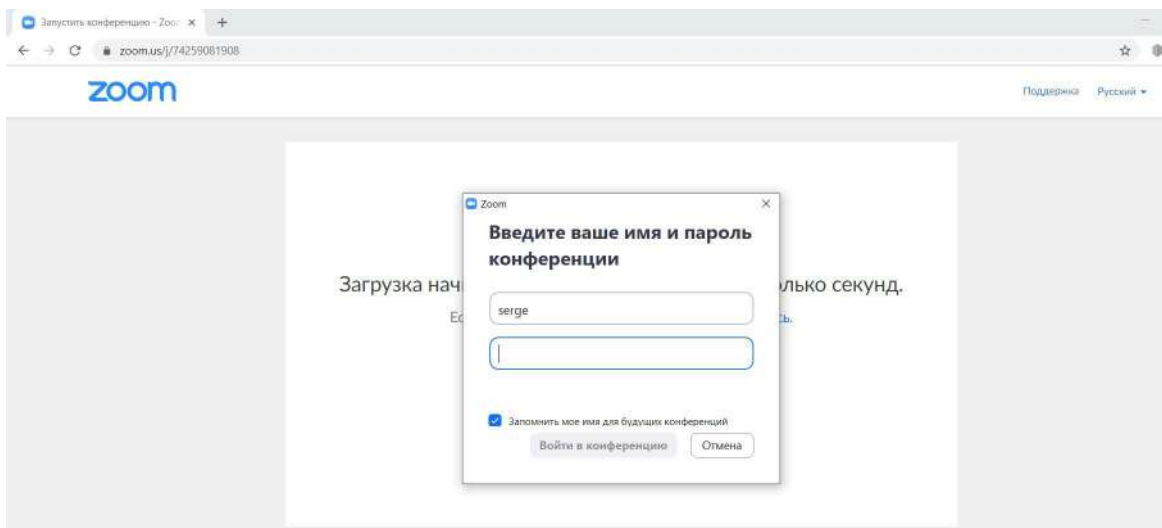 Запустить конференцию - Zoo
zoom.us/j/74259081908
zoom
Поддержка Русский
Zoom
Введите ваше имя и пароль
конференции
Загрузка нач лько секунд.
Ес сь.
serge
Запомнить мое имя для будущих конференций
Войти в конференцию Отмена